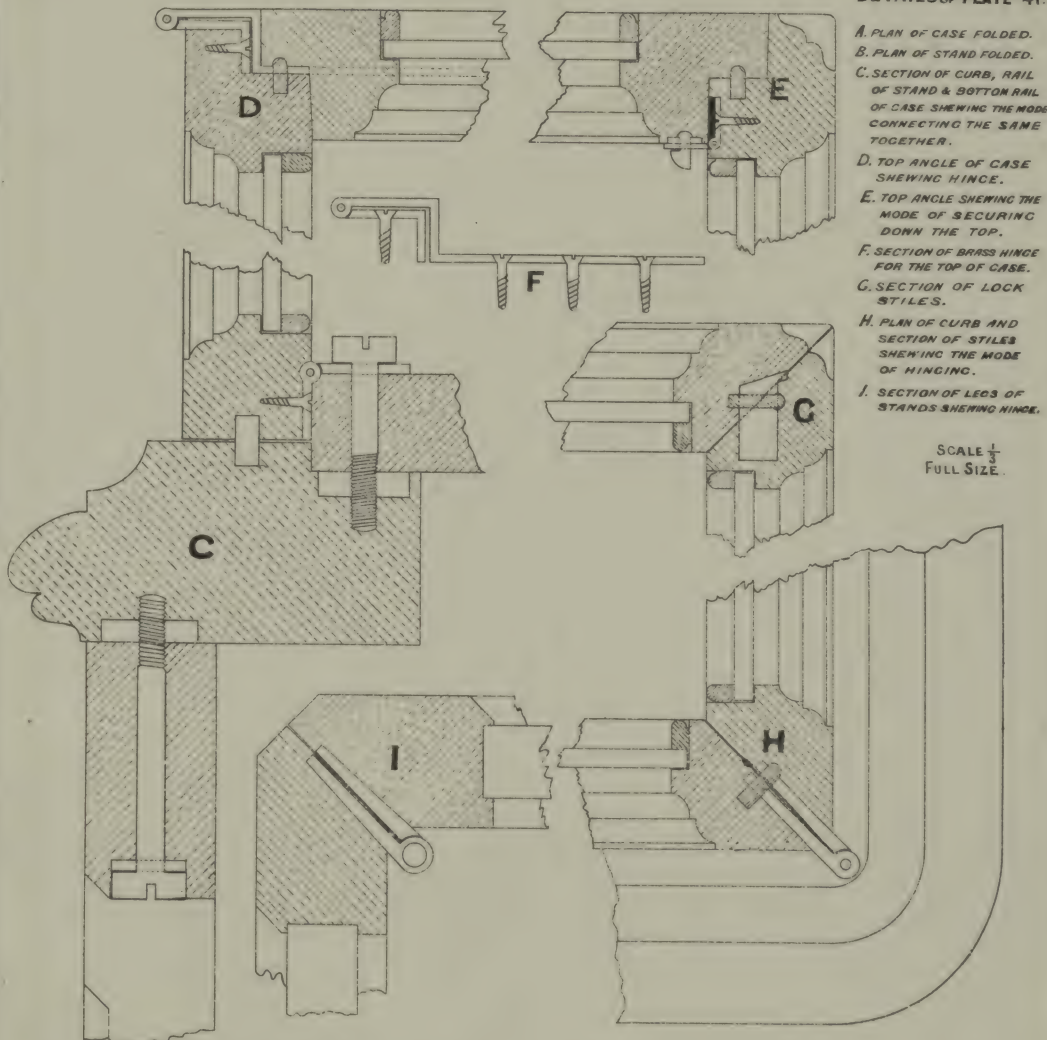 DETAILS OF PLATE 41.
A. PLAN OF CASE FOLDED.
B. PLAN OF STAND FOLDED.
C. SECTION OF CURB, RAIL
OF STAND & BOTTOM RAIL
OF CASE SHEWING THE MODE
CONNECTING THE SAME
TOGETHER.
D. TOP ANGLE OF CASE
SHEWING HINGE.
E. TOP ANGLE SHEWING THE
MODE OF SECURING
DOWN THE TOP.
F. SECTION OF BRASS HINGE
FOR THE TOP OF CASE.
G. SECTION OF LOCK
STILES.
H. PLAN OF CURB AND
SECTION OF STILES
SHEWING THE MODE
OF HINGING.
I. SECTION OF LEGS OF
STANDS SHEWING HINGE.
SCALE 1/3
FULL SIZE.
D
E
F
G
C
H
I